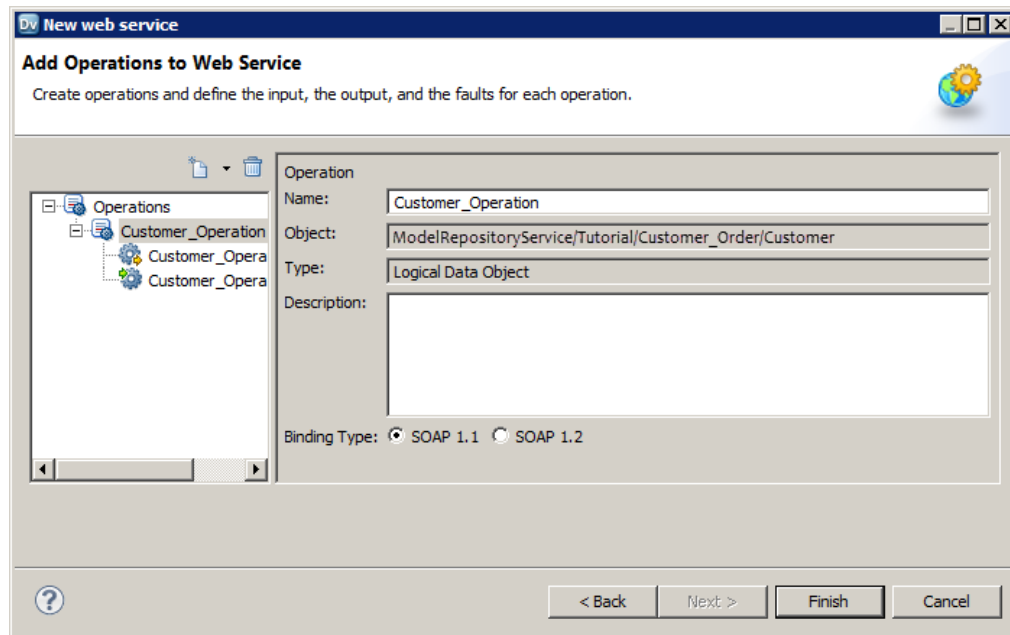 Dv New web service
Add Operations to Web Service
Create operations and define the input, the output, and the faults for each operation.
Operations
Customer_Operation
Customer_Opera
Customer_Opera
Operation
Name: Customer_Operation
Object: ModelRepositoryService/Tutorial/Customer_Order/Customer
Type: Logical Data Object
Description:
Binding Type: SOAP 1.1 SOAP 1.2
?
< Back Next > Finish Cancel